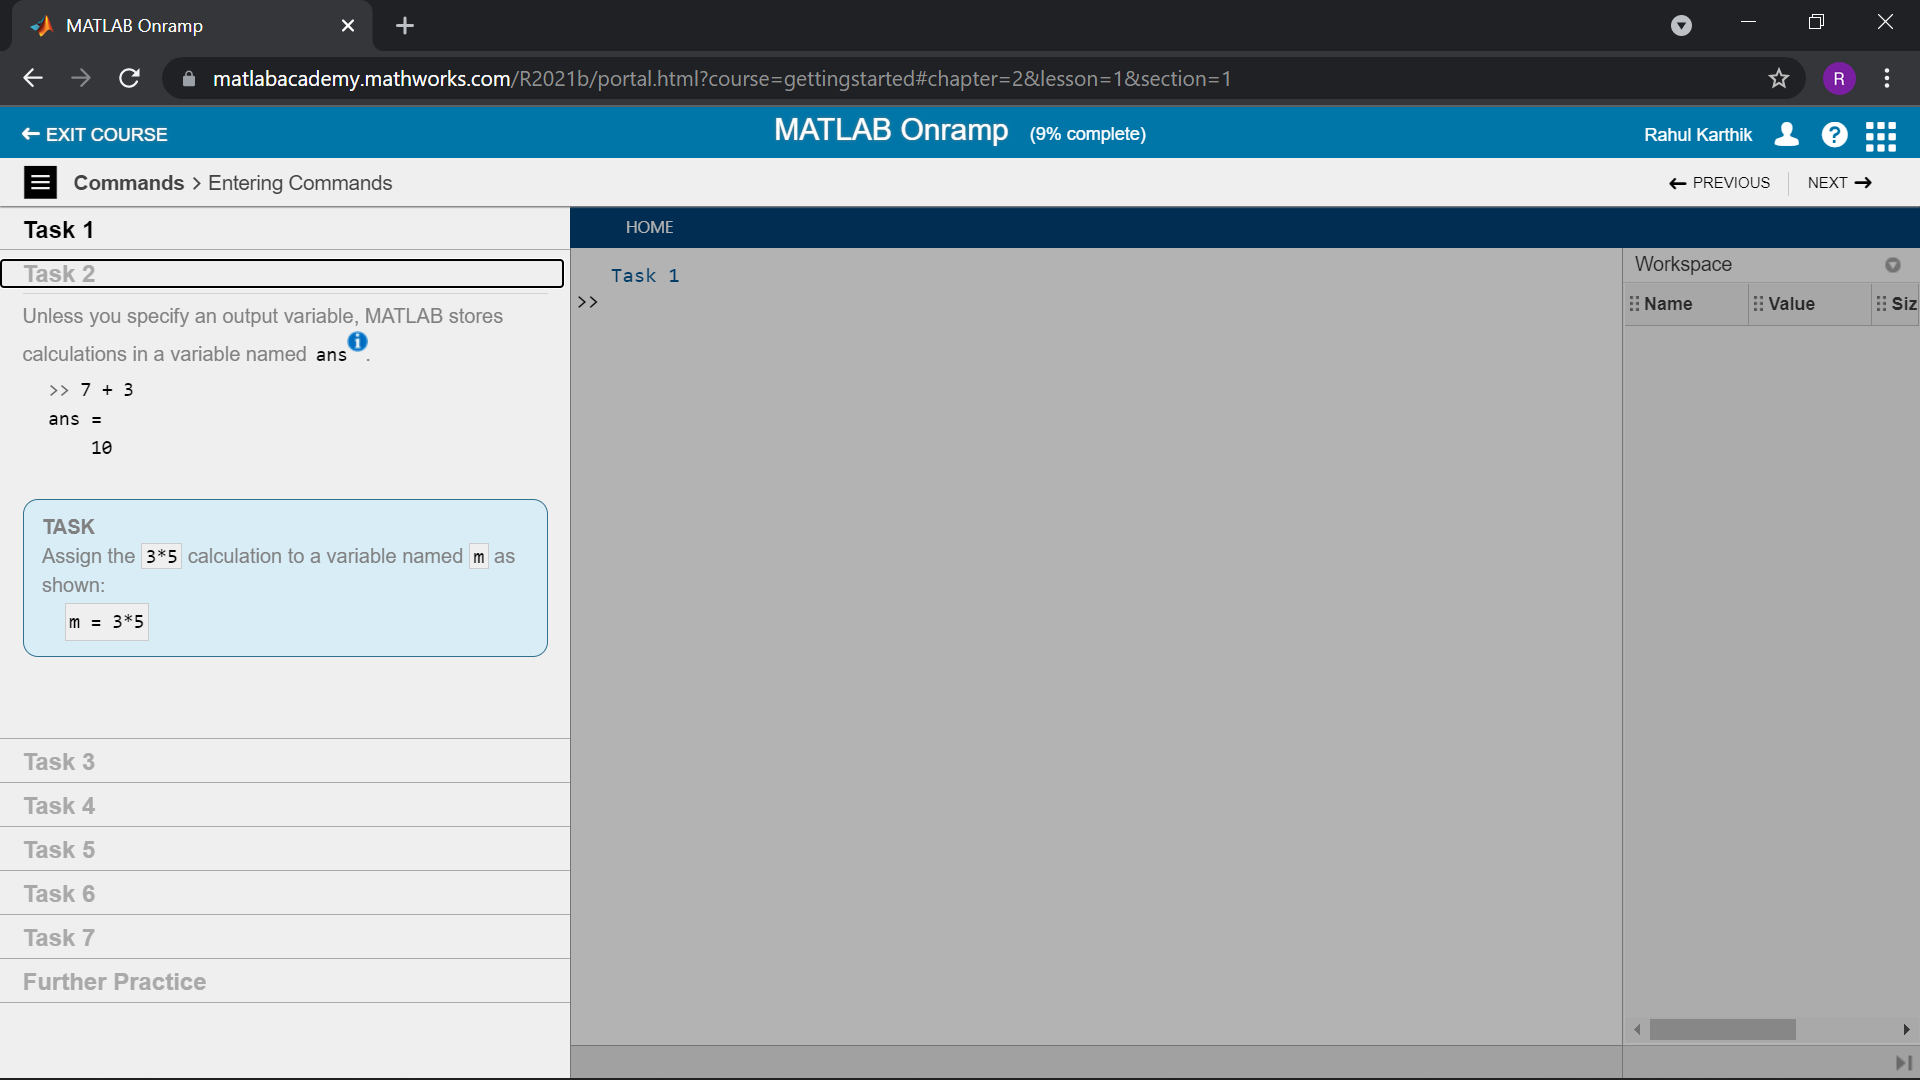 MATLAB Onramp
matlabacademy.mathworks.com/R2021b/portal.html?course=gettingstarted#chapter=2&lesson=1&section=1
R
EXIT COURSE
MATLAB Onramp (9% complete)
Rahul Karthik
?
Commands > Entering Commands
PREVIOUS
NEXT
Task 1
Task 2
Unless you specify an output variable, MATLAB stores
calculations in a variable named ans i.
>> 7 + 3
ans =
10
TASK
Assign the 3*5 calculation to a variable named m as
shown:
m = 3*5
Task 3
Task 4
Task 5
Task 6
Task 7
Further Practice
HOME
Task 1
>>
Workspace
Name
Value
Siz